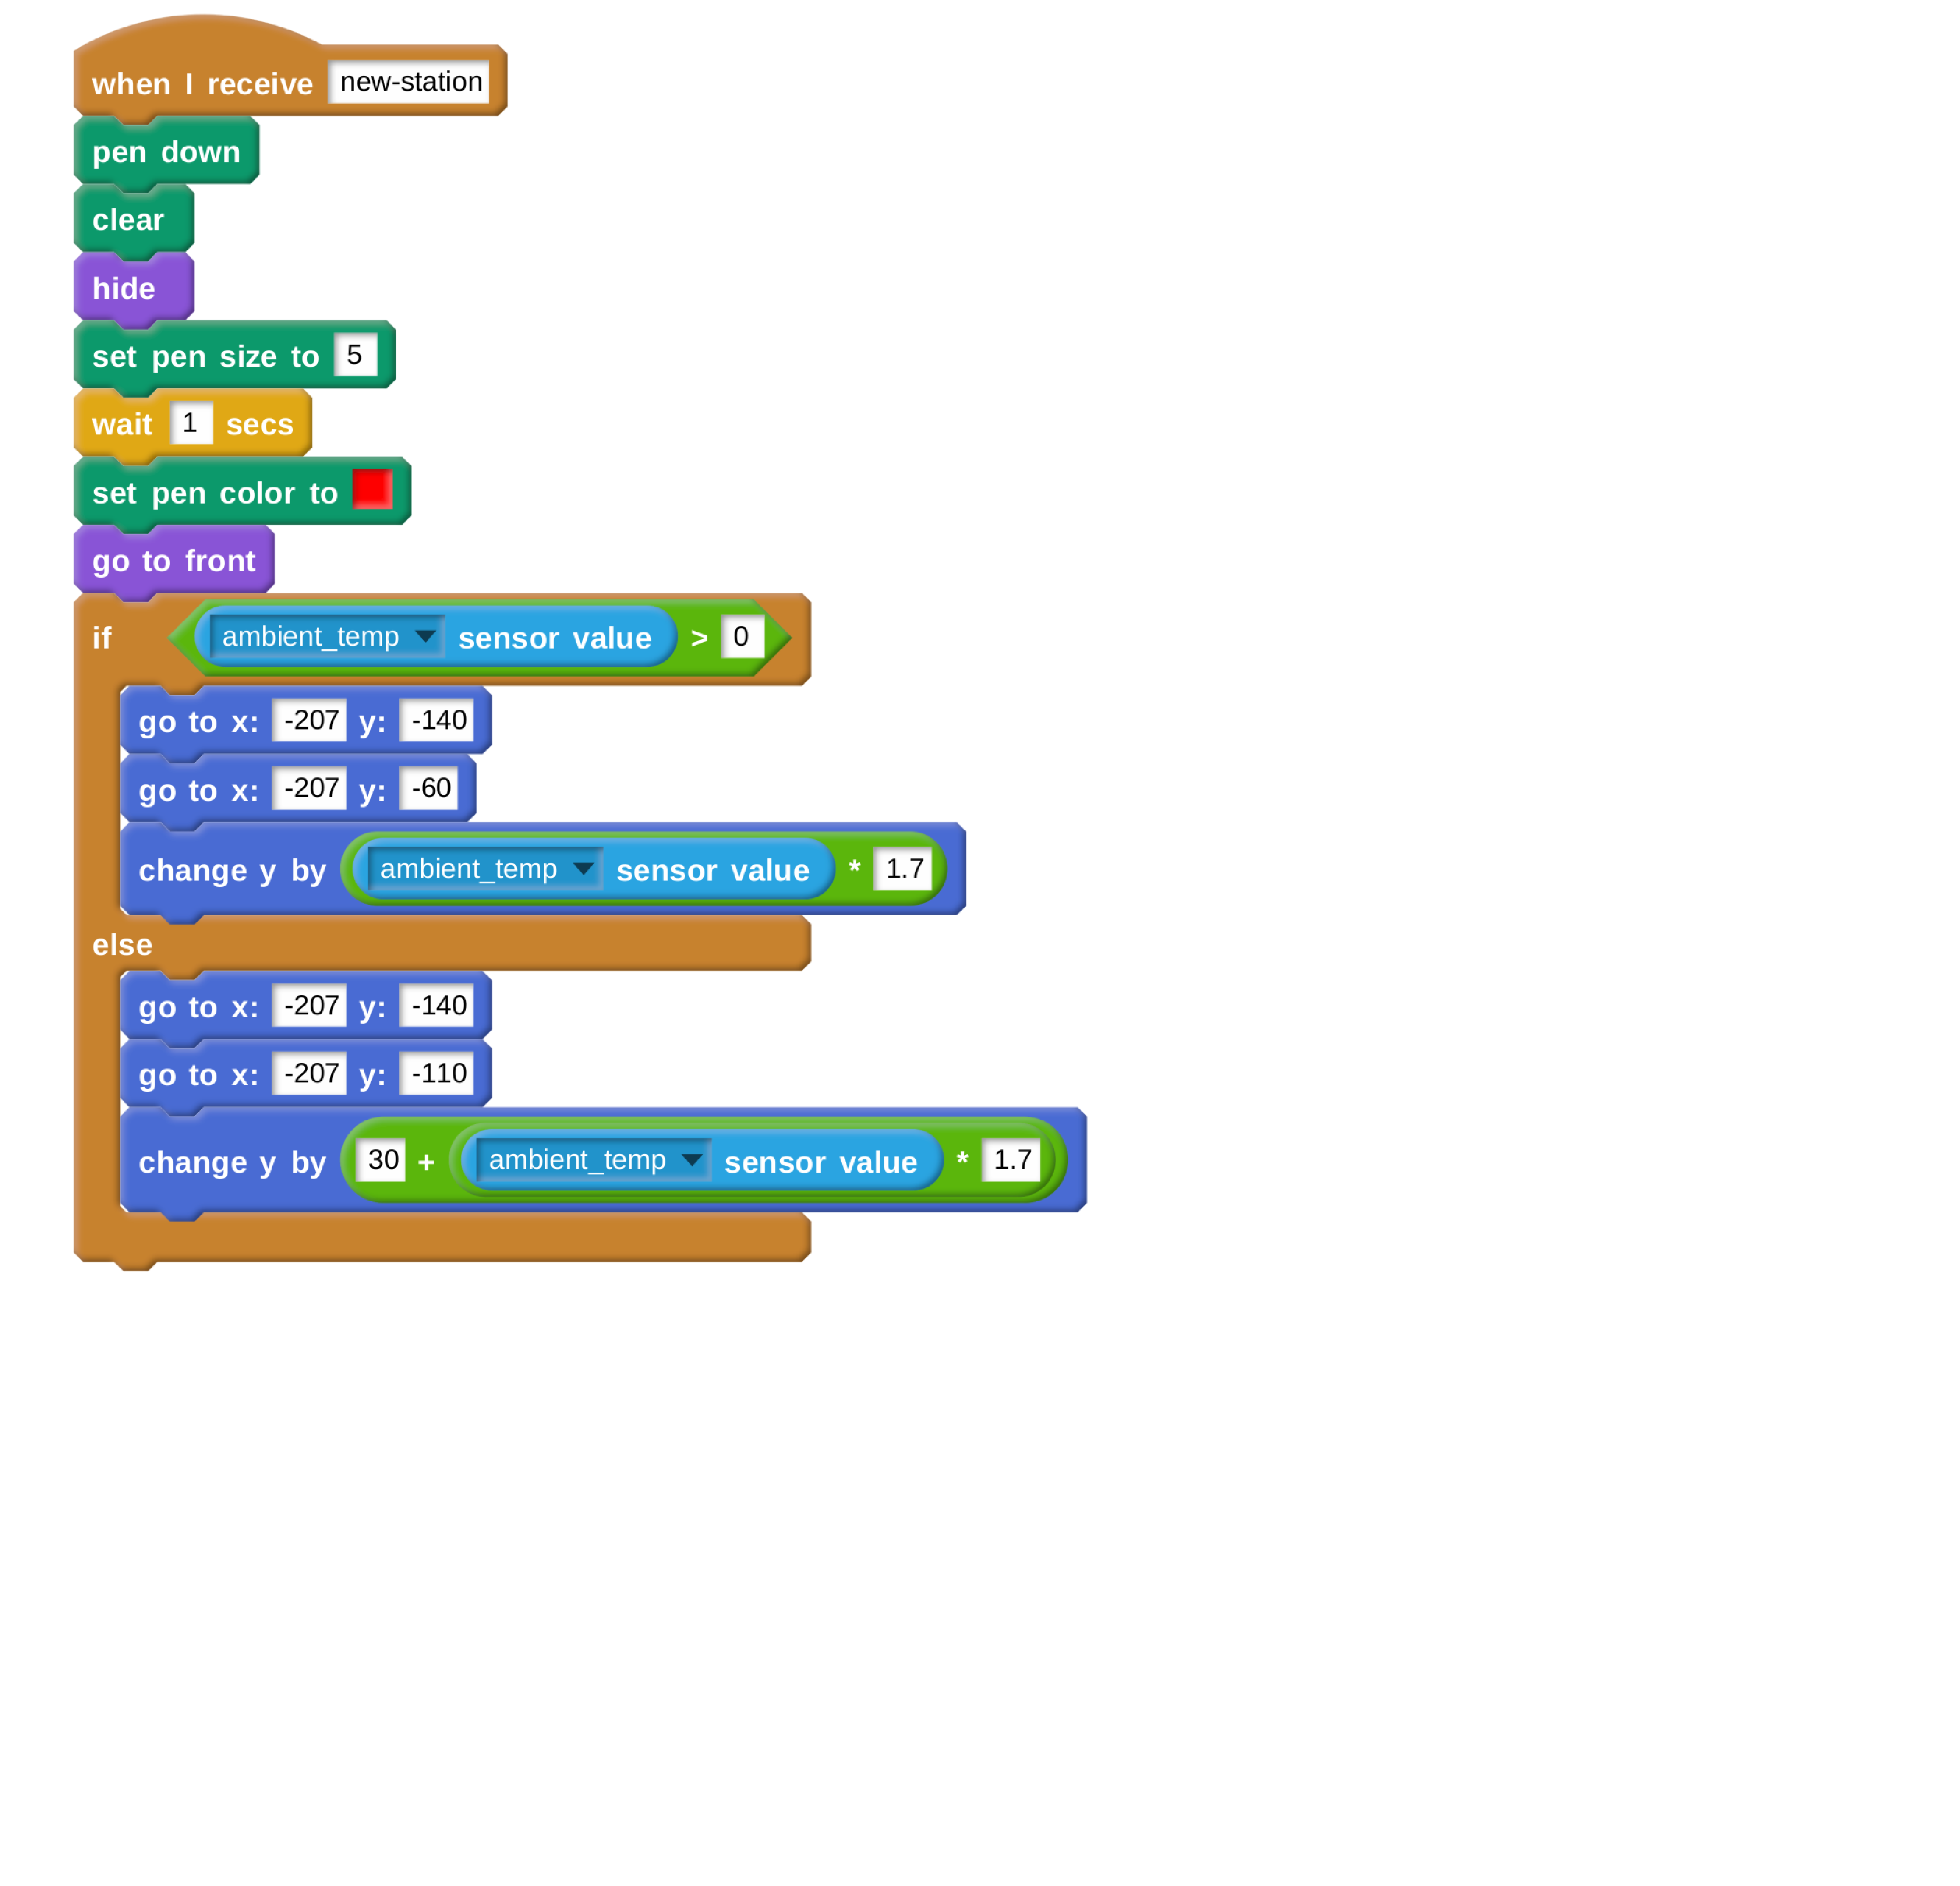 when I receive new-station
pen down
clear
hide
set pen size to 5
wait 1 secs
set pen color to
go to front
if ambient_temp sensor value > 0
go to x: -207 y: -140
go to x: -207 y: -60
change y by ambient_temp sensor value * 1.7
else
go to x: -207 y: -140
go to x: -207 y: -110
change y by 30 + ambient_temp sensor value * 1.7